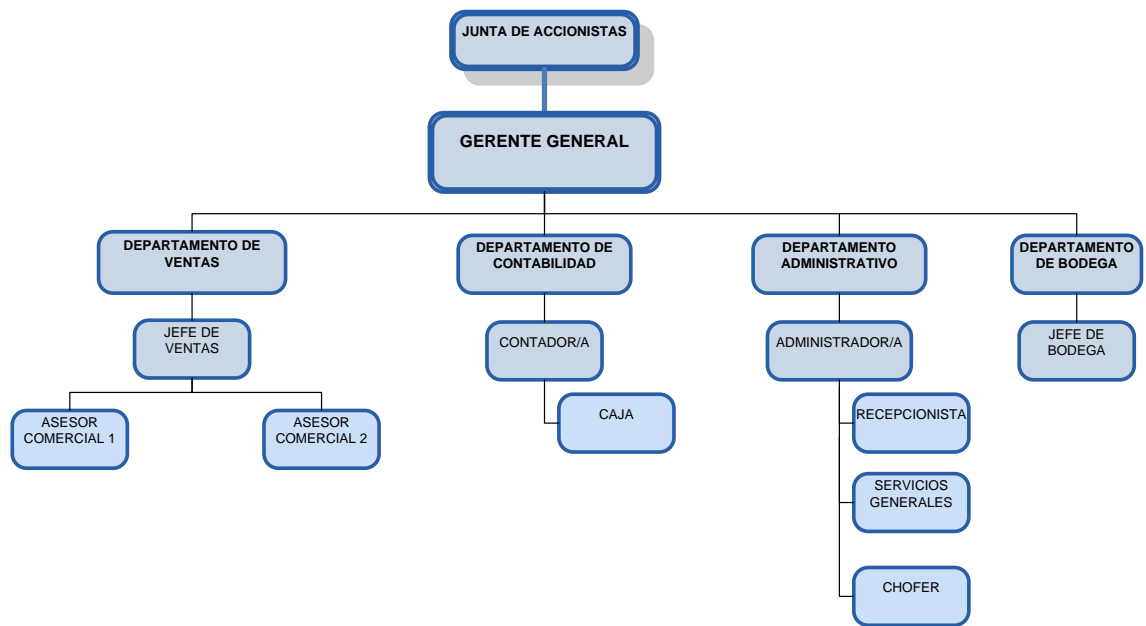 JUNTA DE ACCIONISTAS
GERENTE GENERAL
DEPARTAMENTO DE
VENTAS
DEPARTAMENTO DE
CONTABILIDAD
DEPARTAMENTO
ADMINISTRATIVO
DEPARTAMENTO
DE BODEGA
JEFE DE
VENTAS
CONTADOR/A
ADMINISTRADOR/A
JEFE DE
BODEGA
ASESOR
COMERCIAL 1
ASESOR
COMERCIAL 2
CAJA
RECEPCIONISTA
SERVICIOS
GENERALES
CHOFER